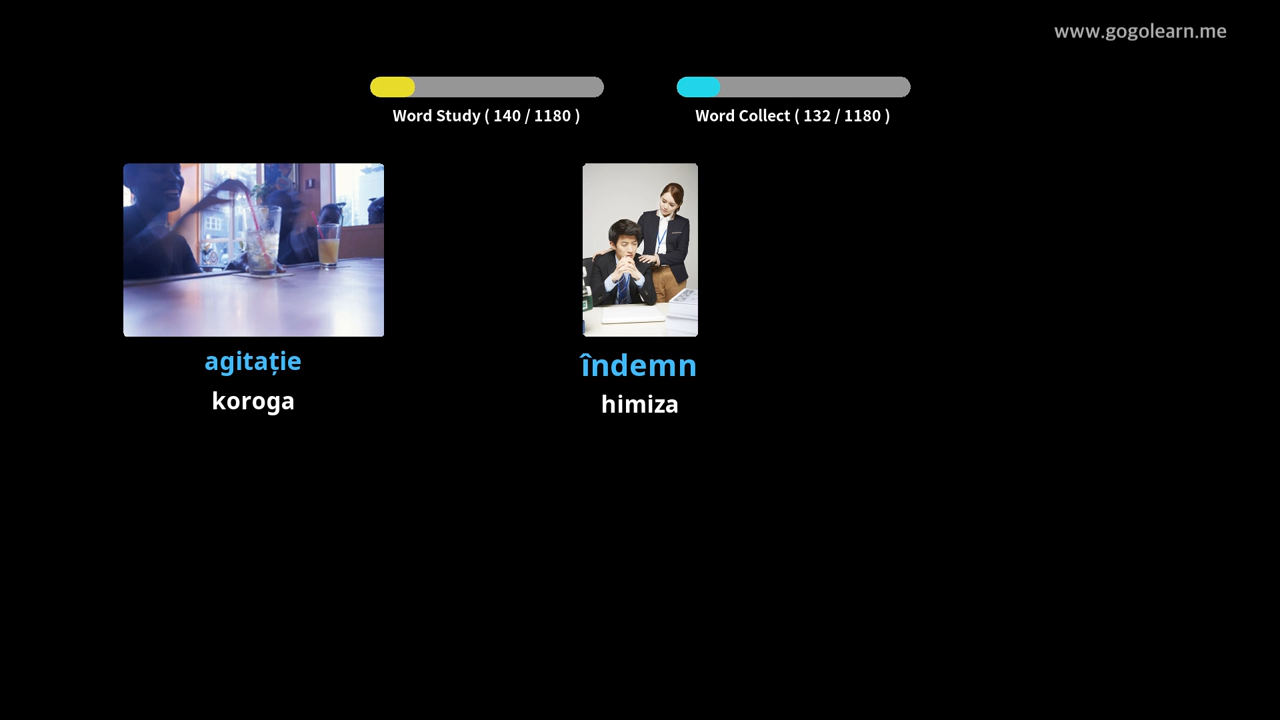 www.gogolearn.me
Word Study ( 140 / 1180 )
Word Collect ( 132 / 1180 )
agitație
koroga
îndemn
himiza